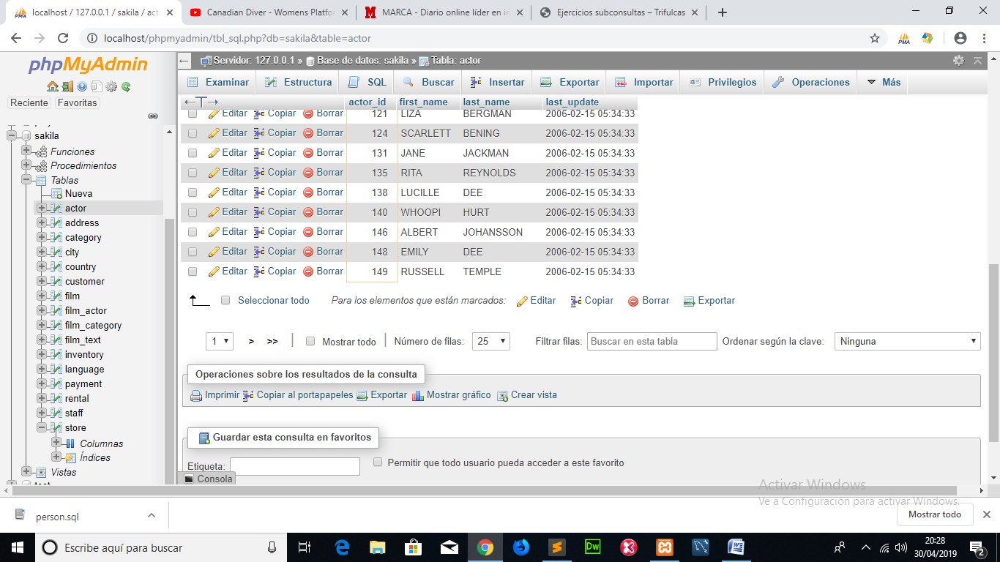 localhost / 127.0.0.1 / sakila / act
Canadian Diver - Womens Platfor
MARCA - Diario online líder en in
Ejercicios subconsultas – Trifulcas
localhost/phpmyadmin/tbl_sql.php?db=sakila&table=actor
phpMyAdmin
Reciente Favoritas
sakila
Funciones
Procedimientos
Tablas
Nueva
actor
address
category
city
country
customer
film
film_actor
film_category
film_text
inventory
language
payment
rental
staff
store
Columnas
Índices
Vistas
Servidor: 127.0.0.1 » Base de datos: sakila » Tabla: actor
Examinar Estructura SQL Buscar Insertar Exportar Importar Privilegios Operaciones Más
actor_id first_name last_name last_update
Editar Copiar Borrar 121 LIZA BERGMAN 2006-02-15 05:34:33
Editar Copiar Borrar 124 SCARLETT BENING 2006-02-15 05:34:33
Editar Copiar Borrar 131 JANE JACKMAN 2006-02-15 05:34:33
Editar Copiar Borrar 135 RITA REYNOLDS 2006-02-15 05:34:33
Editar Copiar Borrar 138 LUCILLE DEE 2006-02-15 05:34:33
Editar Copiar Borrar 140 WHOOPI HURT 2006-02-15 05:34:33
Editar Copiar Borrar 146 ALBERT JOHANSSON 2006-02-15 05:34:33
Editar Copiar Borrar 148 EMILY DEE 2006-02-15 05:34:33
Editar Copiar Borrar 149 RUSSELL TEMPLE 2006-02-15 05:34:33
Seleccionar todo Para los elementos que están marcados: Editar Copiar Borrar Exportar
1 > >> Mostrar todo Número de filas: 25 Filtrar filas: Buscar en esta tabla Ordenar según la clave: Ninguna
Operaciones sobre los resultados de la consulta
Imprimir Copiar al portapapeles Exportar Mostrar gráfico Crear vista
Guardar esta consulta en favoritos
Etiqueta: Permitir que todo usuario pueda acceder a este favorito
Consola
Activar Windows
Ve a Configuración para activar Windows.
person.sql
Mostrar todo
Escribe aquí para buscar
20:28
30/04/2019
2